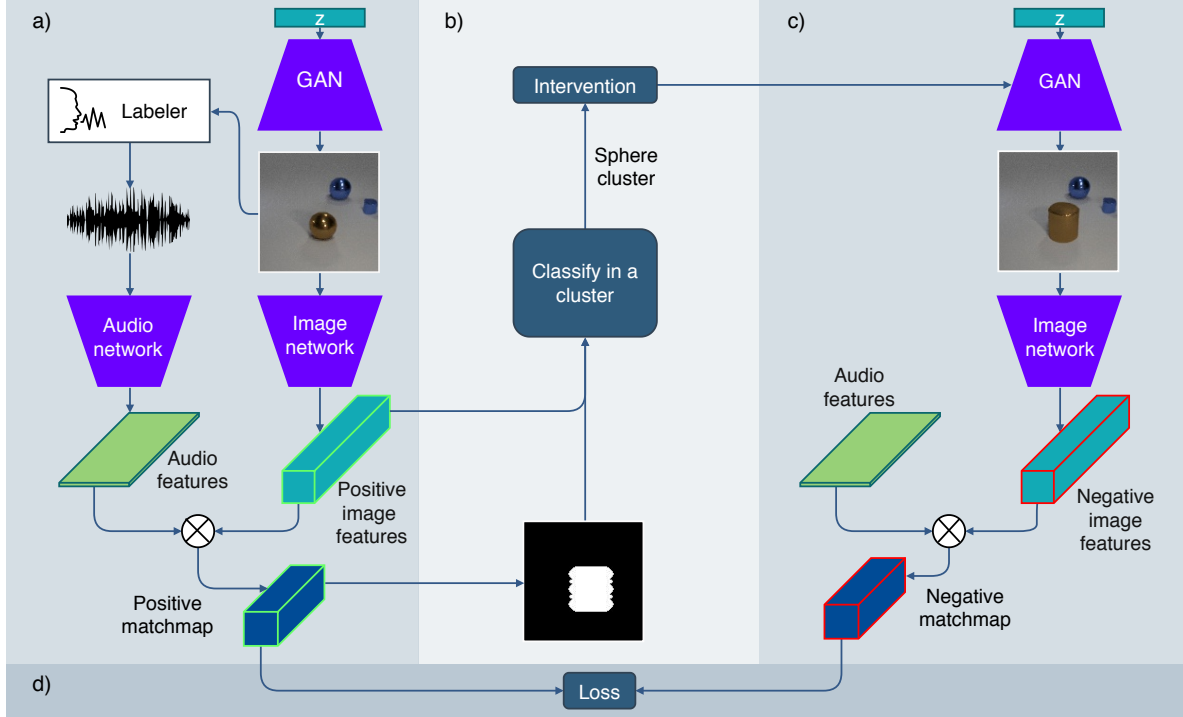 a)
z
GAN
Labeler
Audio
network
Image
network
Audio
features
Positive
image
features
Positive
matchmap
b)
Intervention
Sphere
cluster
Classify in a
cluster
c)
z
GAN
Image
network
Audio
features
Negative
image
features
Negative
matchmap
d)
Loss